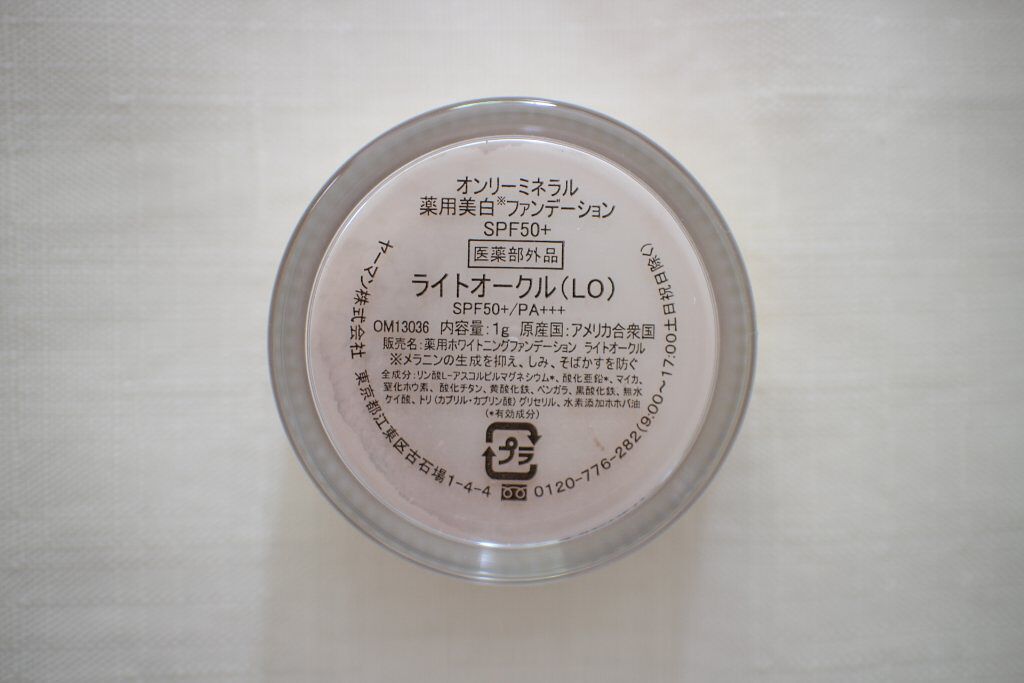 オンリーミネラル
薬用美白※ファンデーション
SPF50+
医薬部外品
ライトオークル(LO)
SPF50+/PA+++
OM13036 内容量:1g 原産国:アメリカ合衆国
販売名:薬用ホワイトニングファンデーション ライトオークル
※メラニンの生成を抑え、しみ、そばかすを防ぐ
全成分:リン酸L-アスコルビルマグネシウム*、酸化亜鉛*、マイカ、
窒化ホウ素、酸化チタン、黄酸化鉄、ベンガラ、黒酸化鉄、無水
ケイ酸、トリ(カプリル・カプリン酸)グリセリル、水素添加ホホバ油
(*有効成分)
プラ
ヤーマン株式会社 東京都江東区古石場1-4-4 0120-776-282(9:00~17:00土日祝日除く)